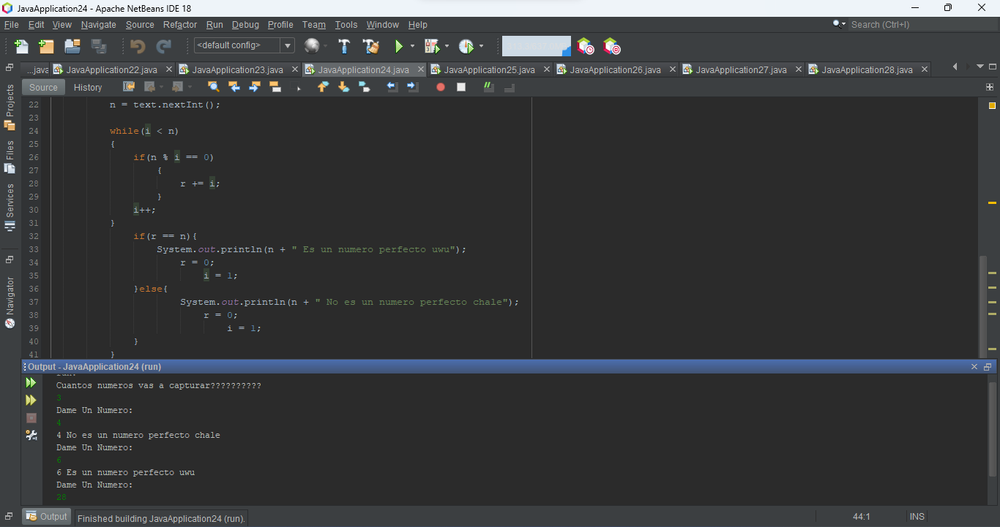 JavaApplication24 - Apache NetBeans IDE 18
File Edit View Navigate Source Refactor Run Debug Profile Team Tools Window Help
Search (Ctrl+I)
<default config>
...java JavaApplication22.java JavaApplication23.java JavaApplication24.java JavaApplication25.java JavaApplication26.java JavaApplication27.java JavaApplication28.java
Source History
Projects
Files
Services
Navigator
22 n = text.nextInt();
23
24 while(i < n)
25 {
26 if(n % i == 0)
27 {
28 r += i;
29 }
30 i++;
31 }
32 if(r == n){
33 System.out.println(n + " Es un numero perfecto uwu");
34 r = 0;
35 i = 1;
36 }else{
37 System.out.println(n + " No es un numero perfecto chale");
38 r = 0;
39 i = 1;
40 }
41 }
Output - JavaApplication24 (run)
Cuantos numeros vas a capturar??????????
3
Dame Un Numero:
4
4 No es un numero perfecto chale
Dame Un Numero:
6
6 Es un numero perfecto uwu
Dame Un Numero:
28
Output
Finished building JavaApplication24 (run).
44:1 INS